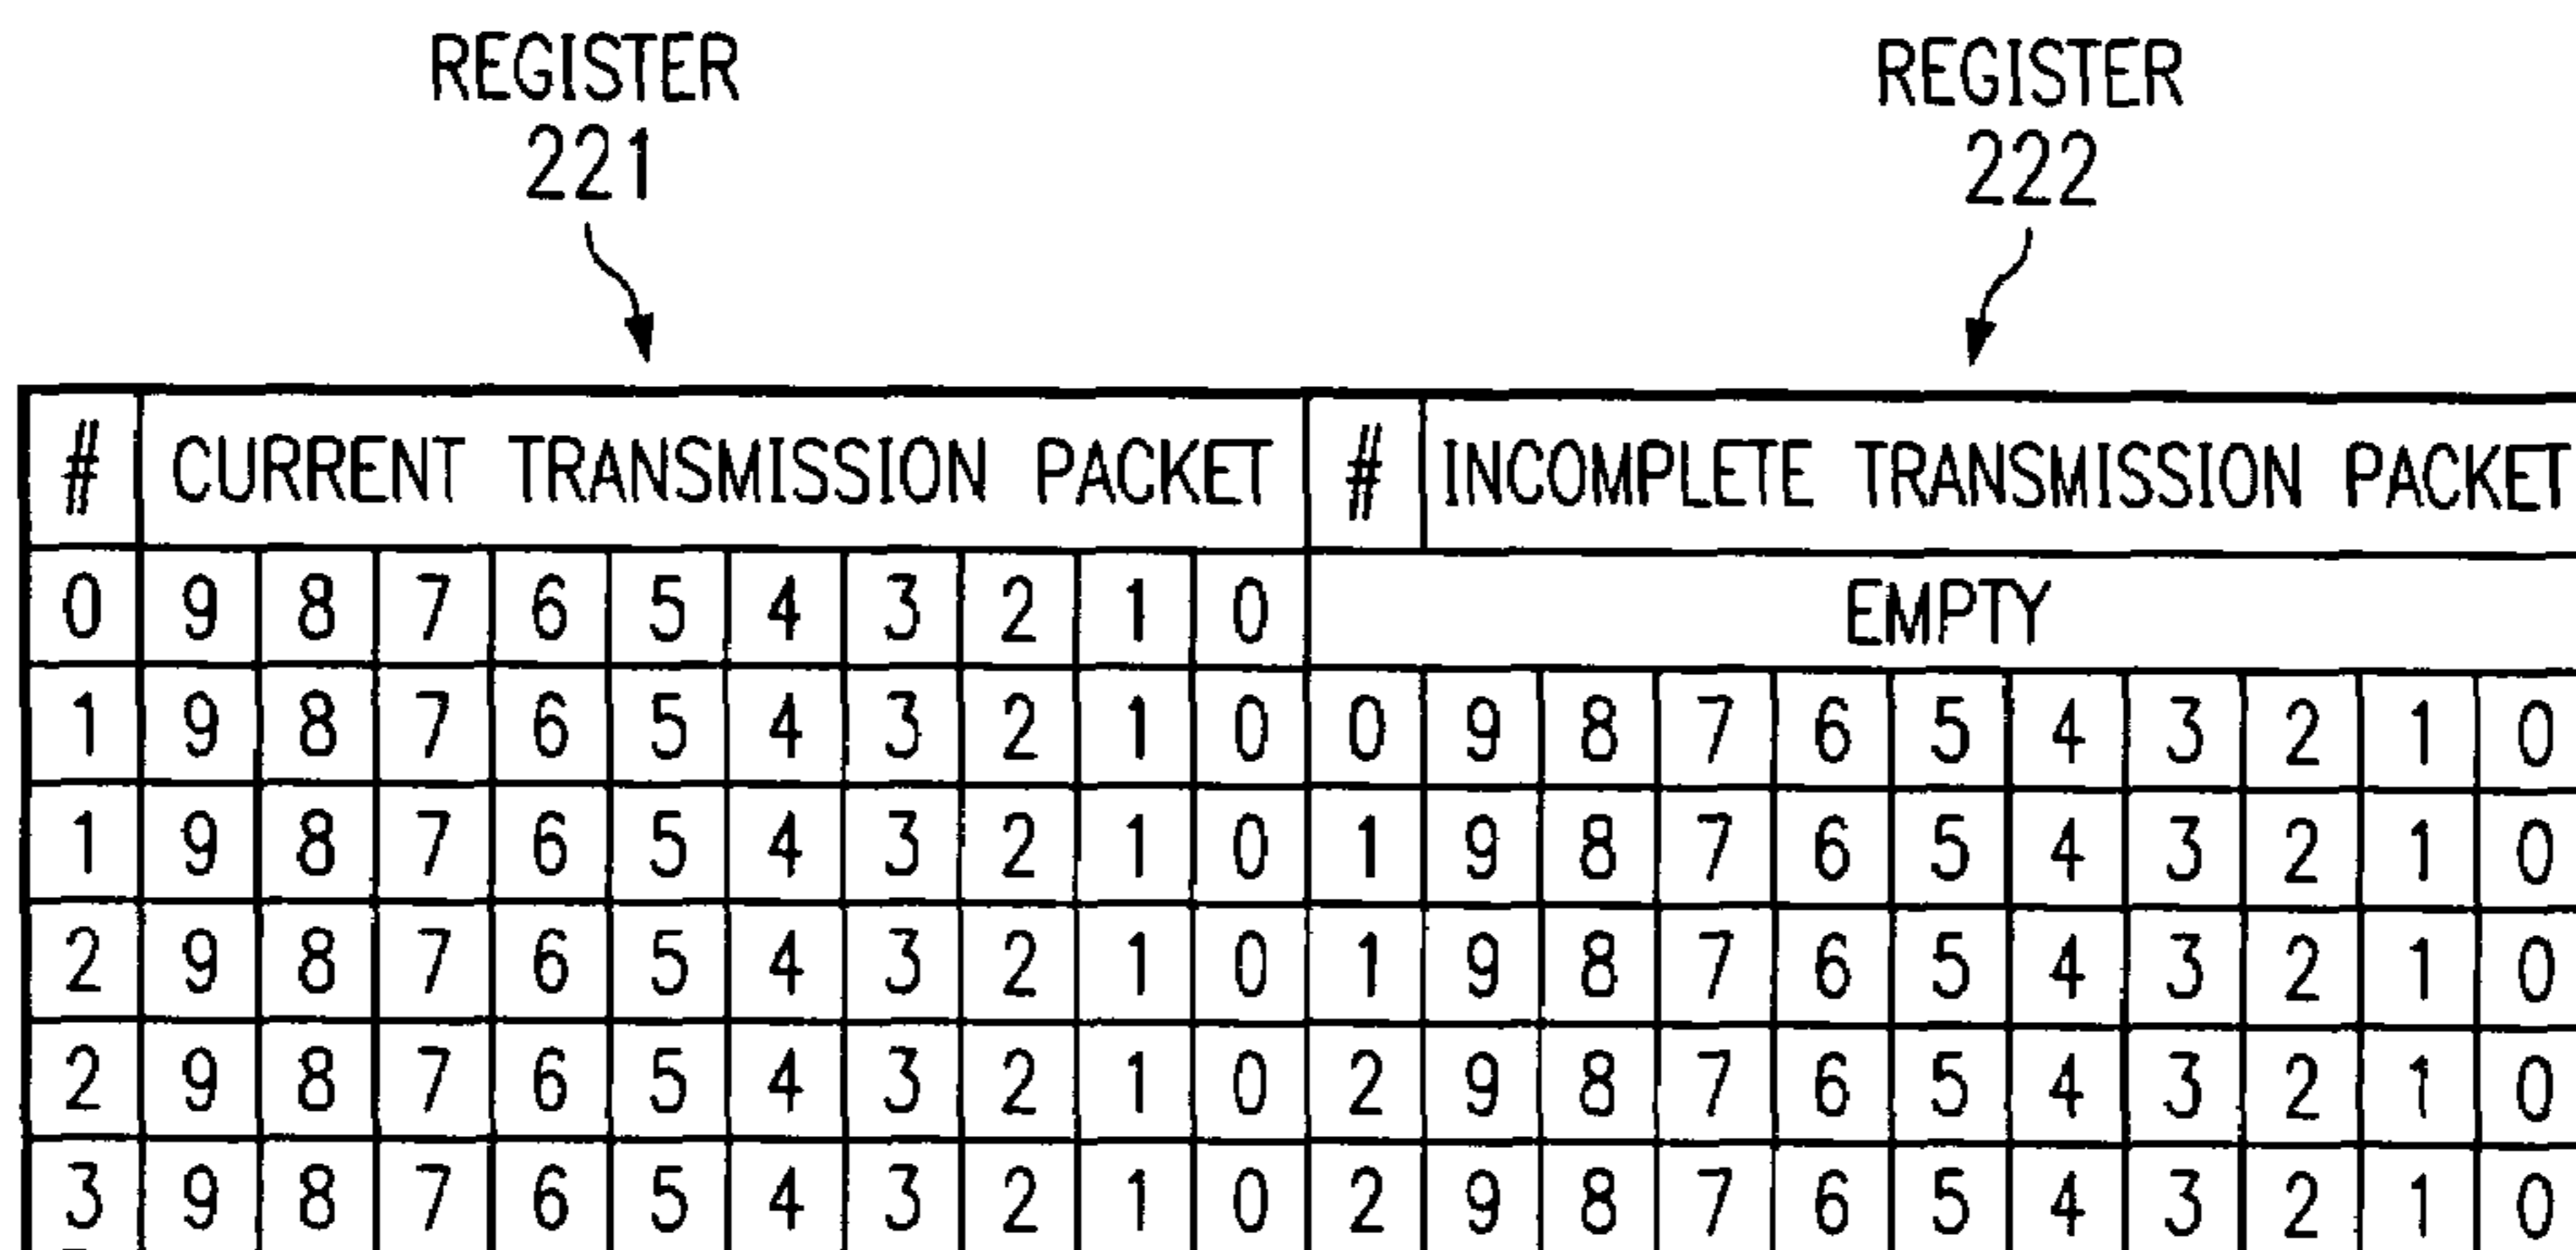 REGISTER
221
REGISTER
222
# CURRENT TRANSMISSION PACKET # INCOMPLETE TRANSMISSION PACKET
0 9 8 7 6 5 4 3 2 1 0 EMPTY
1 9 8 7 6 5 4 3 2 1 0 0 9 8 7 6 5 4 3 2 1 0
1 9 8 7 6 5 4 3 2 1 0 1 9 8 7 6 5 4 3 2 1 0
2 9 8 7 6 5 4 3 2 1 0 1 9 8 7 6 5 4 3 2 1 0
2 9 8 7 6 5 4 3 2 1 0 2 9 8 7 6 5 4 3 2 1 0
3 9 8 7 6 5 4 3 2 1 0 2 9 8 7 6 5 4 3 2 1 0